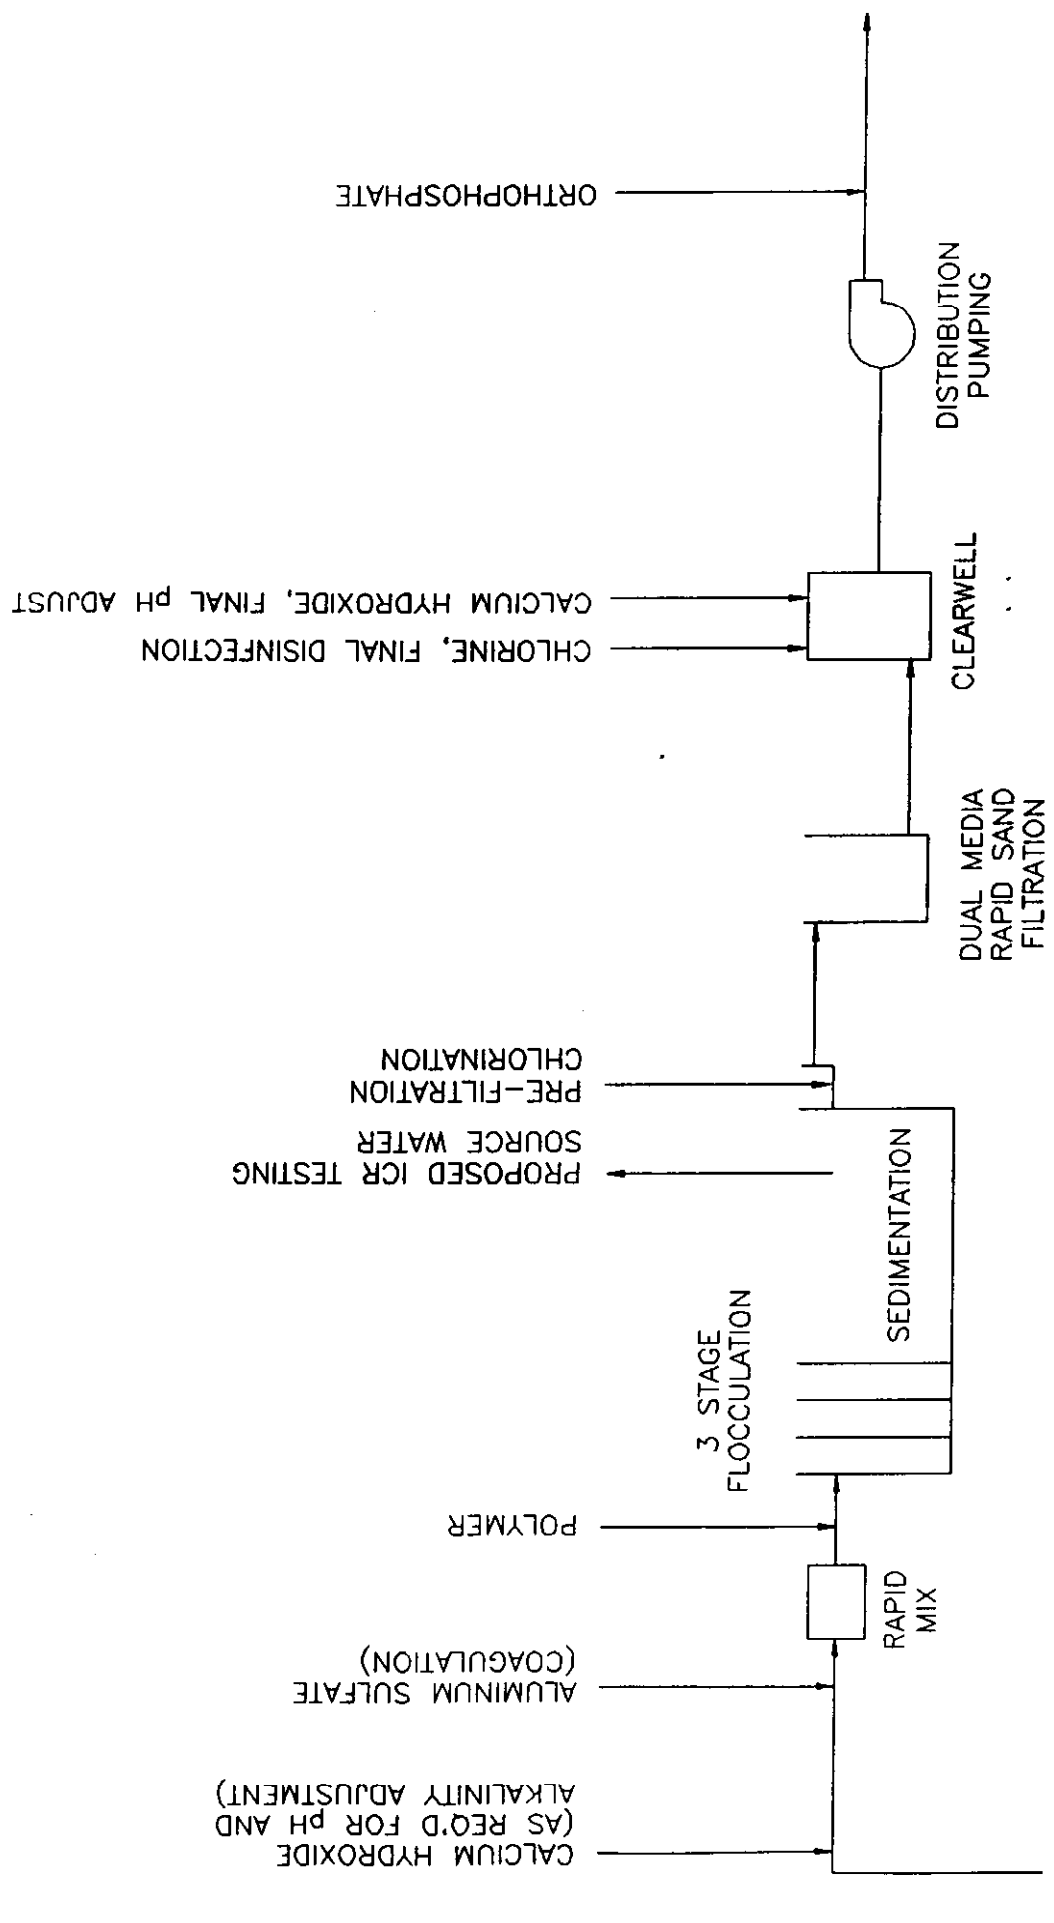 CALCIUM HYDROXIDE
(AS REQ'D FOR pH AND
ALKALINITY ADJUSTMENT)
ALUMINUM SULFATE
(COAGULATION)
RAPID
MIX
POLYMER
3 STAGE
FLOCCULATION
SEDIMENTATION
PROPOSED ICR TESTING
SOURCE WATER
PRE-FILTRATION
CHLORINATION
DUAL MEDIA
RAPID SAND
FILTRATION
CHLORINE, FINAL DISINFECTION
CALCIUM HYDROXIDE, FINAL pH ADJUST
CLEARWELL
DISTRIBUTION
PUMPING
ORTHOPHOSPHATE